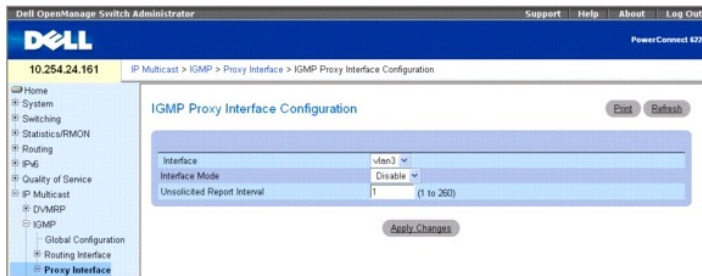 Dell OpenManage Switch Administrator
Support Help About Log Out
DELL
PowerConnect 622
10.254.24.161
IP Multicast > IGMP > Proxy Interface > IGMP Proxy Interface Configuration
Home
System
Switching
Statistics/RMON
Routing
IPv6
Quality of Service
IP Multicast
DVMRP
IGMP
Global Configuration
Routing Interface
Proxy Interface
IGMP Proxy Interface Configuration
Print Refresh
Interface vlan3
Interface Mode Disable
Unsolicited Report Interval 1 (1 to 260)
Apply Changes